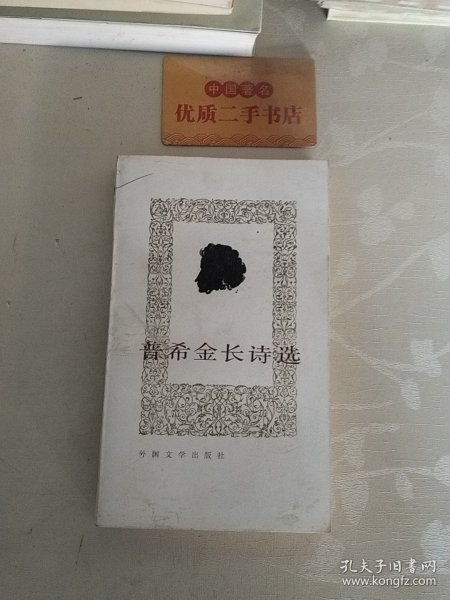 中国著名
优质二手书店
普希金长诗选
外国文学出版社
孔夫子旧书网
www.kongfz.com